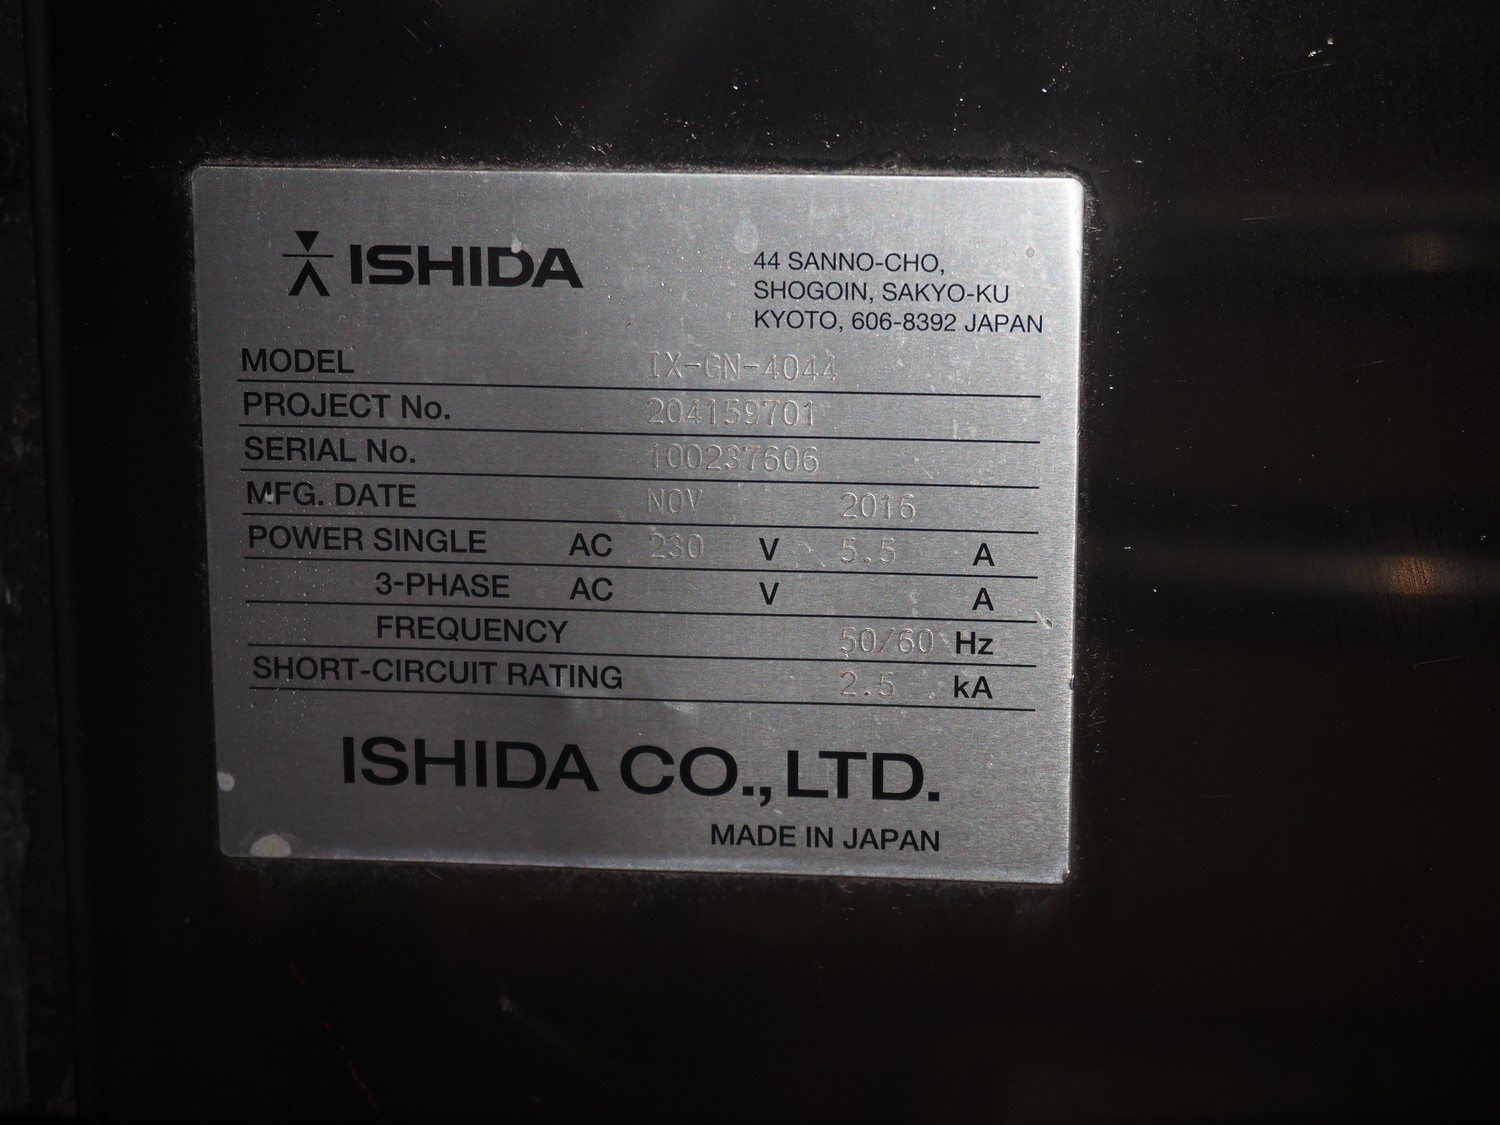 ISHIDA
44 SANNO-CHO,
SHOGOIN, SAKYO-KU
KYOTO, 606-8392 JAPAN
MODEL IX-GN-4044
PROJECT No. 204159701
SERIAL No. 100237606
MFG. DATE NOV 2016
POWER SINGLE AC 230 V 5.5 A
3-PHASE AC V A
FREQUENCY 50/60 Hz
SHORT-CIRCUIT RATING 2.5 kA
ISHIDA CO., LTD.
MADE IN JAPAN